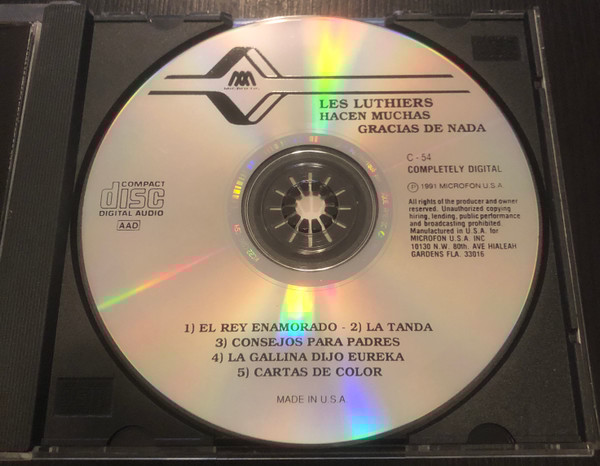 MICROFON
LES LUTHIERS
HACEN MUCHAS
GRACIAS DE NADA
C - 54
COMPLETELY DIGITAL
Ⓟ 1991 MICROFON U.S.A
All rights of the producer and owner
reserved. Unauthorized copying
hiring, lending, public performance
and broadcasting prohibited.
Manufactured in U.S.A. for
MICROFON U.S.A. INC
10130 N.W. 80th. AVE HIALEAH
GARDENS FLA. 33016
COMPACT
disc
DIGITAL AUDIO
AAD
1) EL REY ENAMORADO - 2) LA TANDA
3) CONSEJOS PARA PADRES
4) LA GALLINA DIJO EUREKA
5) CARTAS DE COLOR
MADE IN U.S.A